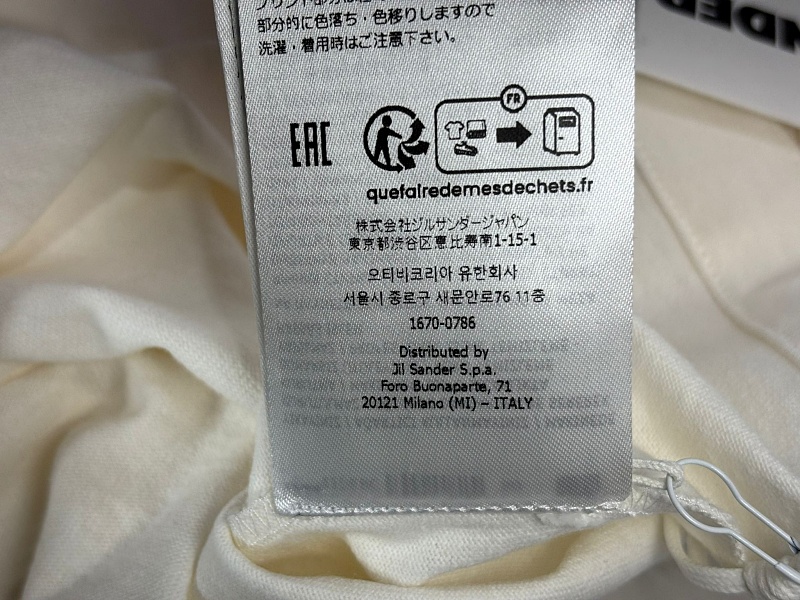 部分的に色落ち・色移りしますので
洗濯・着用時はご注意下さい。
EAC
FR
quefairedemesdechets.fr
株式会社ジルサンダージャパン
東京都渋谷区恵比寿南1-15-1
오티비코리아 유한회사
서울시 종로구 새문안로76 11층
1670-0786
Distributed by
Jil Sander S.p.a.
Foro Buonaparte, 71
20121 Milano (MI) – ITALY
NDER